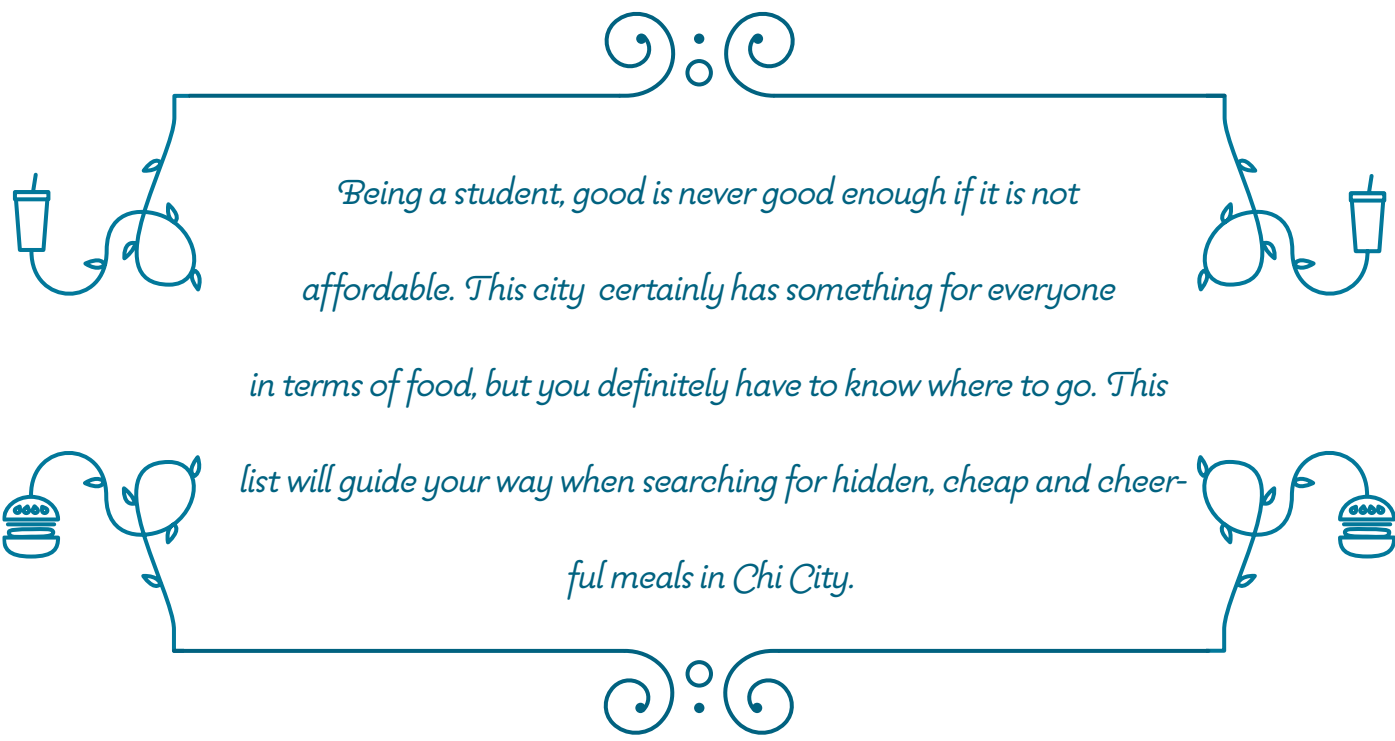 Being a student, good is never good enough if it is not
affordable. This city  certainly has something for everyone
in terms of food, but you definitely have to know where to go. This
list will guide your way when searching for hidden, cheap and cheer-
ful meals in Chi City.